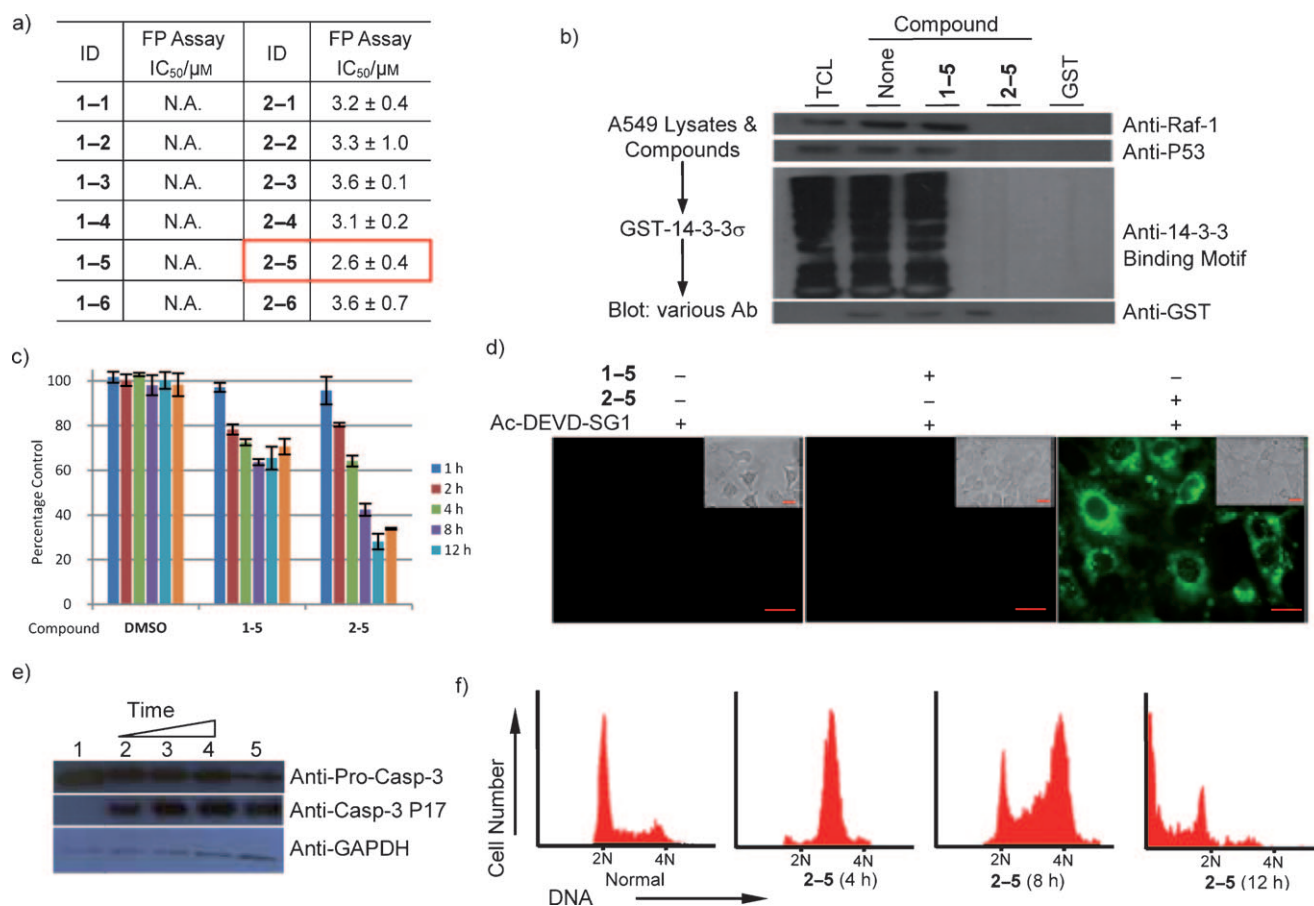 a)
ID FP Assay IC50/µM ID FP Assay IC50/µM
1–1 N.A. 2–1 3.2 ± 0.4
1–2 N.A. 2–2 3.3 ± 1.0
1–3 N.A. 2–3 3.6 ± 0.1
1–4 N.A. 2–4 3.1 ± 0.2
1–5 N.A. 2–5 2.6 ± 0.4
1–6 N.A. 2–6 3.6 ± 0.7
b)
Compound
TCL None 1–5 2–5 GST
A549 Lysates &
Compounds
GST-14-3-3σ
Blot: various Ab
Anti-Raf-1
Anti-P53
Anti-14-3-3
Binding Motif
Anti-GST
c)
Percentage Control
100
80
60
40
20
0
1 h
2 h
4 h
8 h
12 h
Compound DMSO 1-5 2-5
d)
1–5 – + –
2–5 – – +
Ac-DEVD-SG1 + + +
e)
Time
1 2 3 4 5
Anti-Pro-Casp-3
Anti-Casp-3 P17
Anti-GAPDH
f)
Cell Number
2N 4N 2N 4N 2N 4N 2N 4N
Normal 2–5 (4 h) 2–5 (8 h) 2–5 (12 h)
DNA